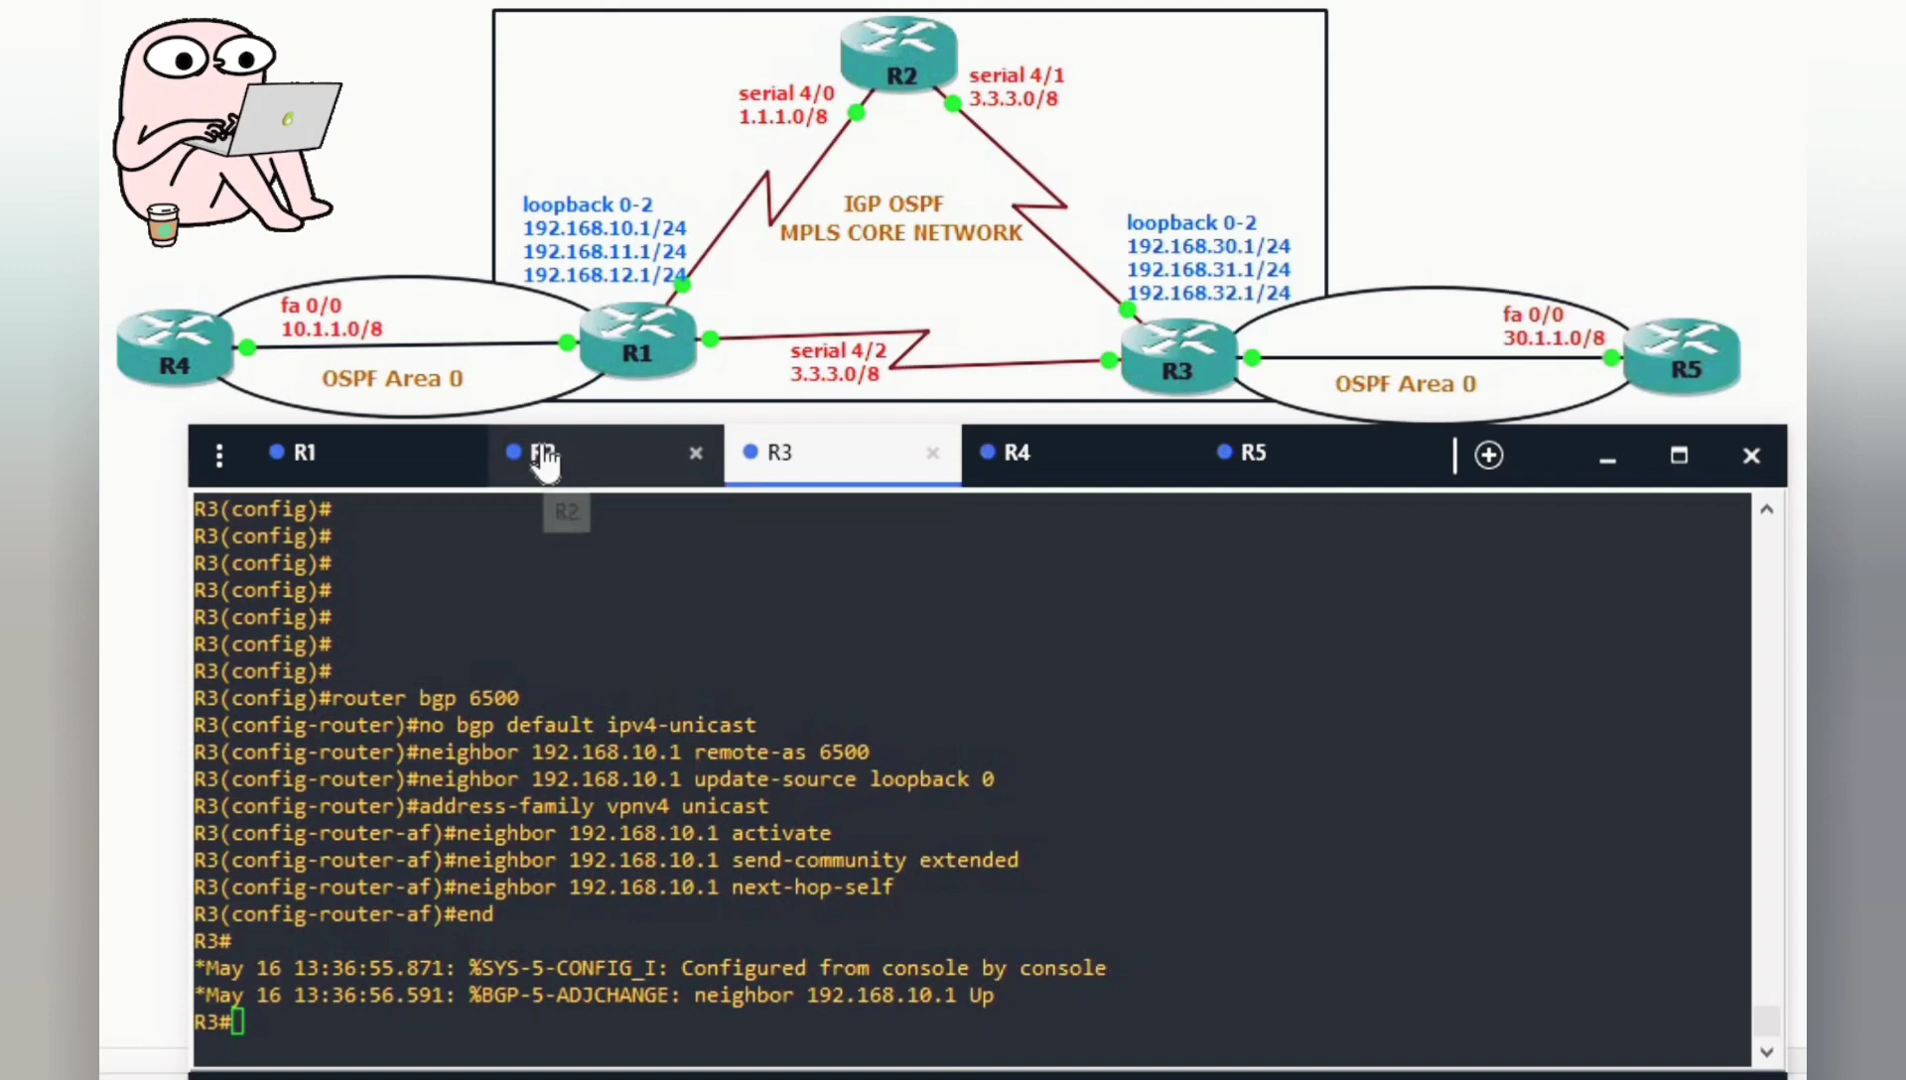 R2
serial 4/0
1.1.1.0/8
serial 4/1
3.3.3.0/8
IGP OSPF
MPLS CORE NETWORK
loopback 0-2
192.168.10.1/24
192.168.11.1/24
192.168.12.1/24
loopback 0-2
192.168.30.1/24
192.168.31.1/24
192.168.32.1/24
R4
fa 0/0
10.1.1.0/8
OSPF Area 0
R1
serial 4/2
3.3.3.0/8
R3
fa 0/0
30.1.1.0/8
OSPF Area 0
R5
R1
R3
R4
R5
R2
R3(config)#
R3(config)#
R3(config)#
R3(config)#
R3(config)#
R3(config)#
R3(config)#
R3(config)#router bgp 6500
R3(config-router)#no bgp default ipv4-unicast
R3(config-router)#neighbor 192.168.10.1 remote-as 6500
R3(config-router)#neighbor 192.168.10.1 update-source loopback 0
R3(config-router)#address-family vpnv4 unicast
R3(config-router-af)#neighbor 192.168.10.1 activate
R3(config-router-af)#neighbor 192.168.10.1 send-community extended
R3(config-router-af)#neighbor 192.168.10.1 next-hop-self
R3(config-router-af)#end
R3#
*May 16 13:36:55.871: %SYS-5-CONFIG_I: Configured from console by console
*May 16 13:36:56.591: %BGP-5-ADJCHANGE: neighbor 192.168.10.1 Up
R3#